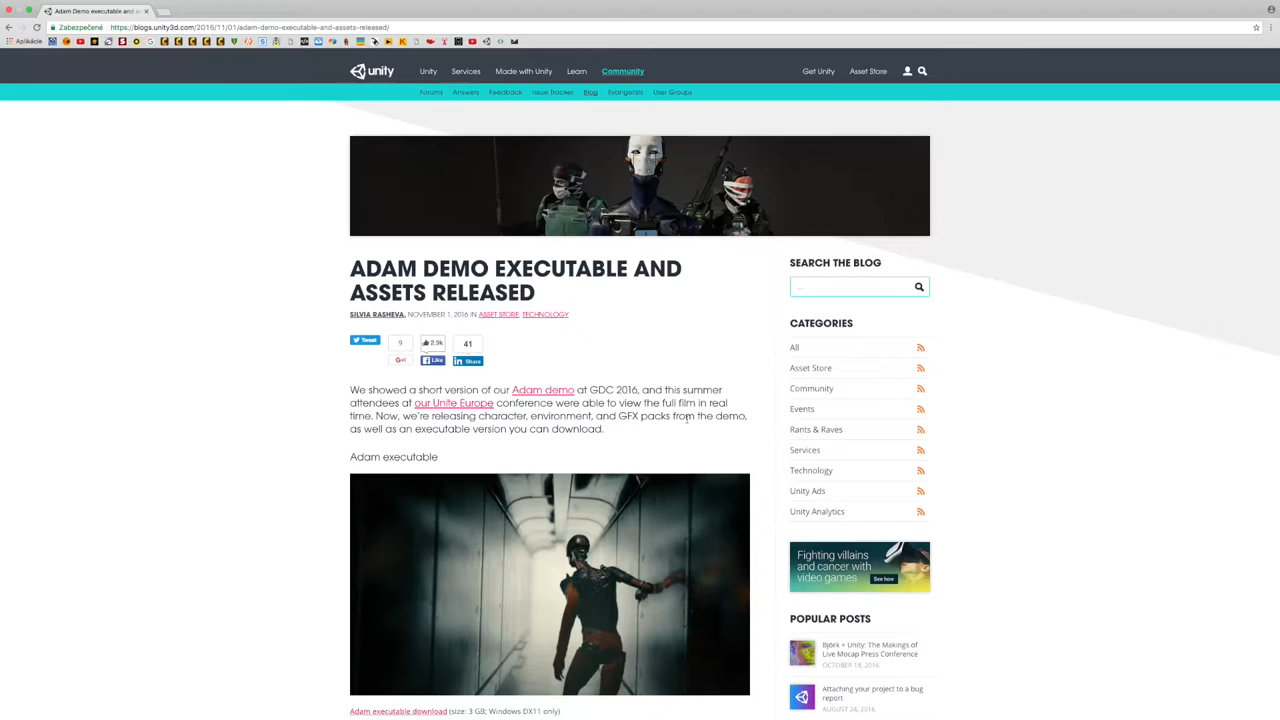 Adam Demo executable and as
Zabezpečené
https://blogs.unity3d.com/2016/11/01/adam-demo-executable-and-assets-released/
Aplikácie
unity
Unity
Services
Made with Unity
Learn
Community
Get Unity
Asset Store
Forums
Answers
Feedback
Issue Tracker
Blog
Evangelists
User Groups
ADAM DEMO EXECUTABLE AND
ASSETS RELEASED
SILVIA RASHEVA, NOVEMBER 1, 2016 IN ASSET STORE, TECHNOLOGY
Tweet
9
G+1
2.9k
Like
41
Share
We showed a short version of our Adam demo at GDC 2016, and this summer
attendees at our Unite Europe conference were able to view the full film in real
time. Now, we're releasing character, environment, and GFX packs from the demo,
as well as an executable version you can download.
Adam executable
Adam executable download (size: 3 GB; Windows DX11 only)
SEARCH THE BLOG
...
CATEGORIES
All
Asset Store
Community
Events
Rants & Raves
Services
Technology
Unity Ads
Unity Analytics
Fighting villains
and cancer with
video games
See how
POPULAR POSTS
Björk + Unity: The Makings of
Live Mocap Press Conference
OCTOBER 18, 2016
Attaching your project to a bug
report
AUGUST 24, 2016